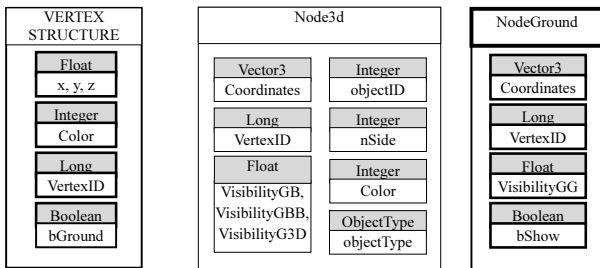 VERTEX
STRUCTURE
Float
x, y, z
Integer
Color
Long
VertexID
Boolean
bGround
Node3d
Vector3
Coordinates
Long
VertexID
Float
VisibilityGB,
VisibilityGBB,
VisibilityG3D
Integer
objectID
Integer
nSide
Integer
Color
ObjectType
objectType
NodeGround
Vector3
Coordinates
Long
VertexID
Float
VisibilityGG
Boolean
bShow